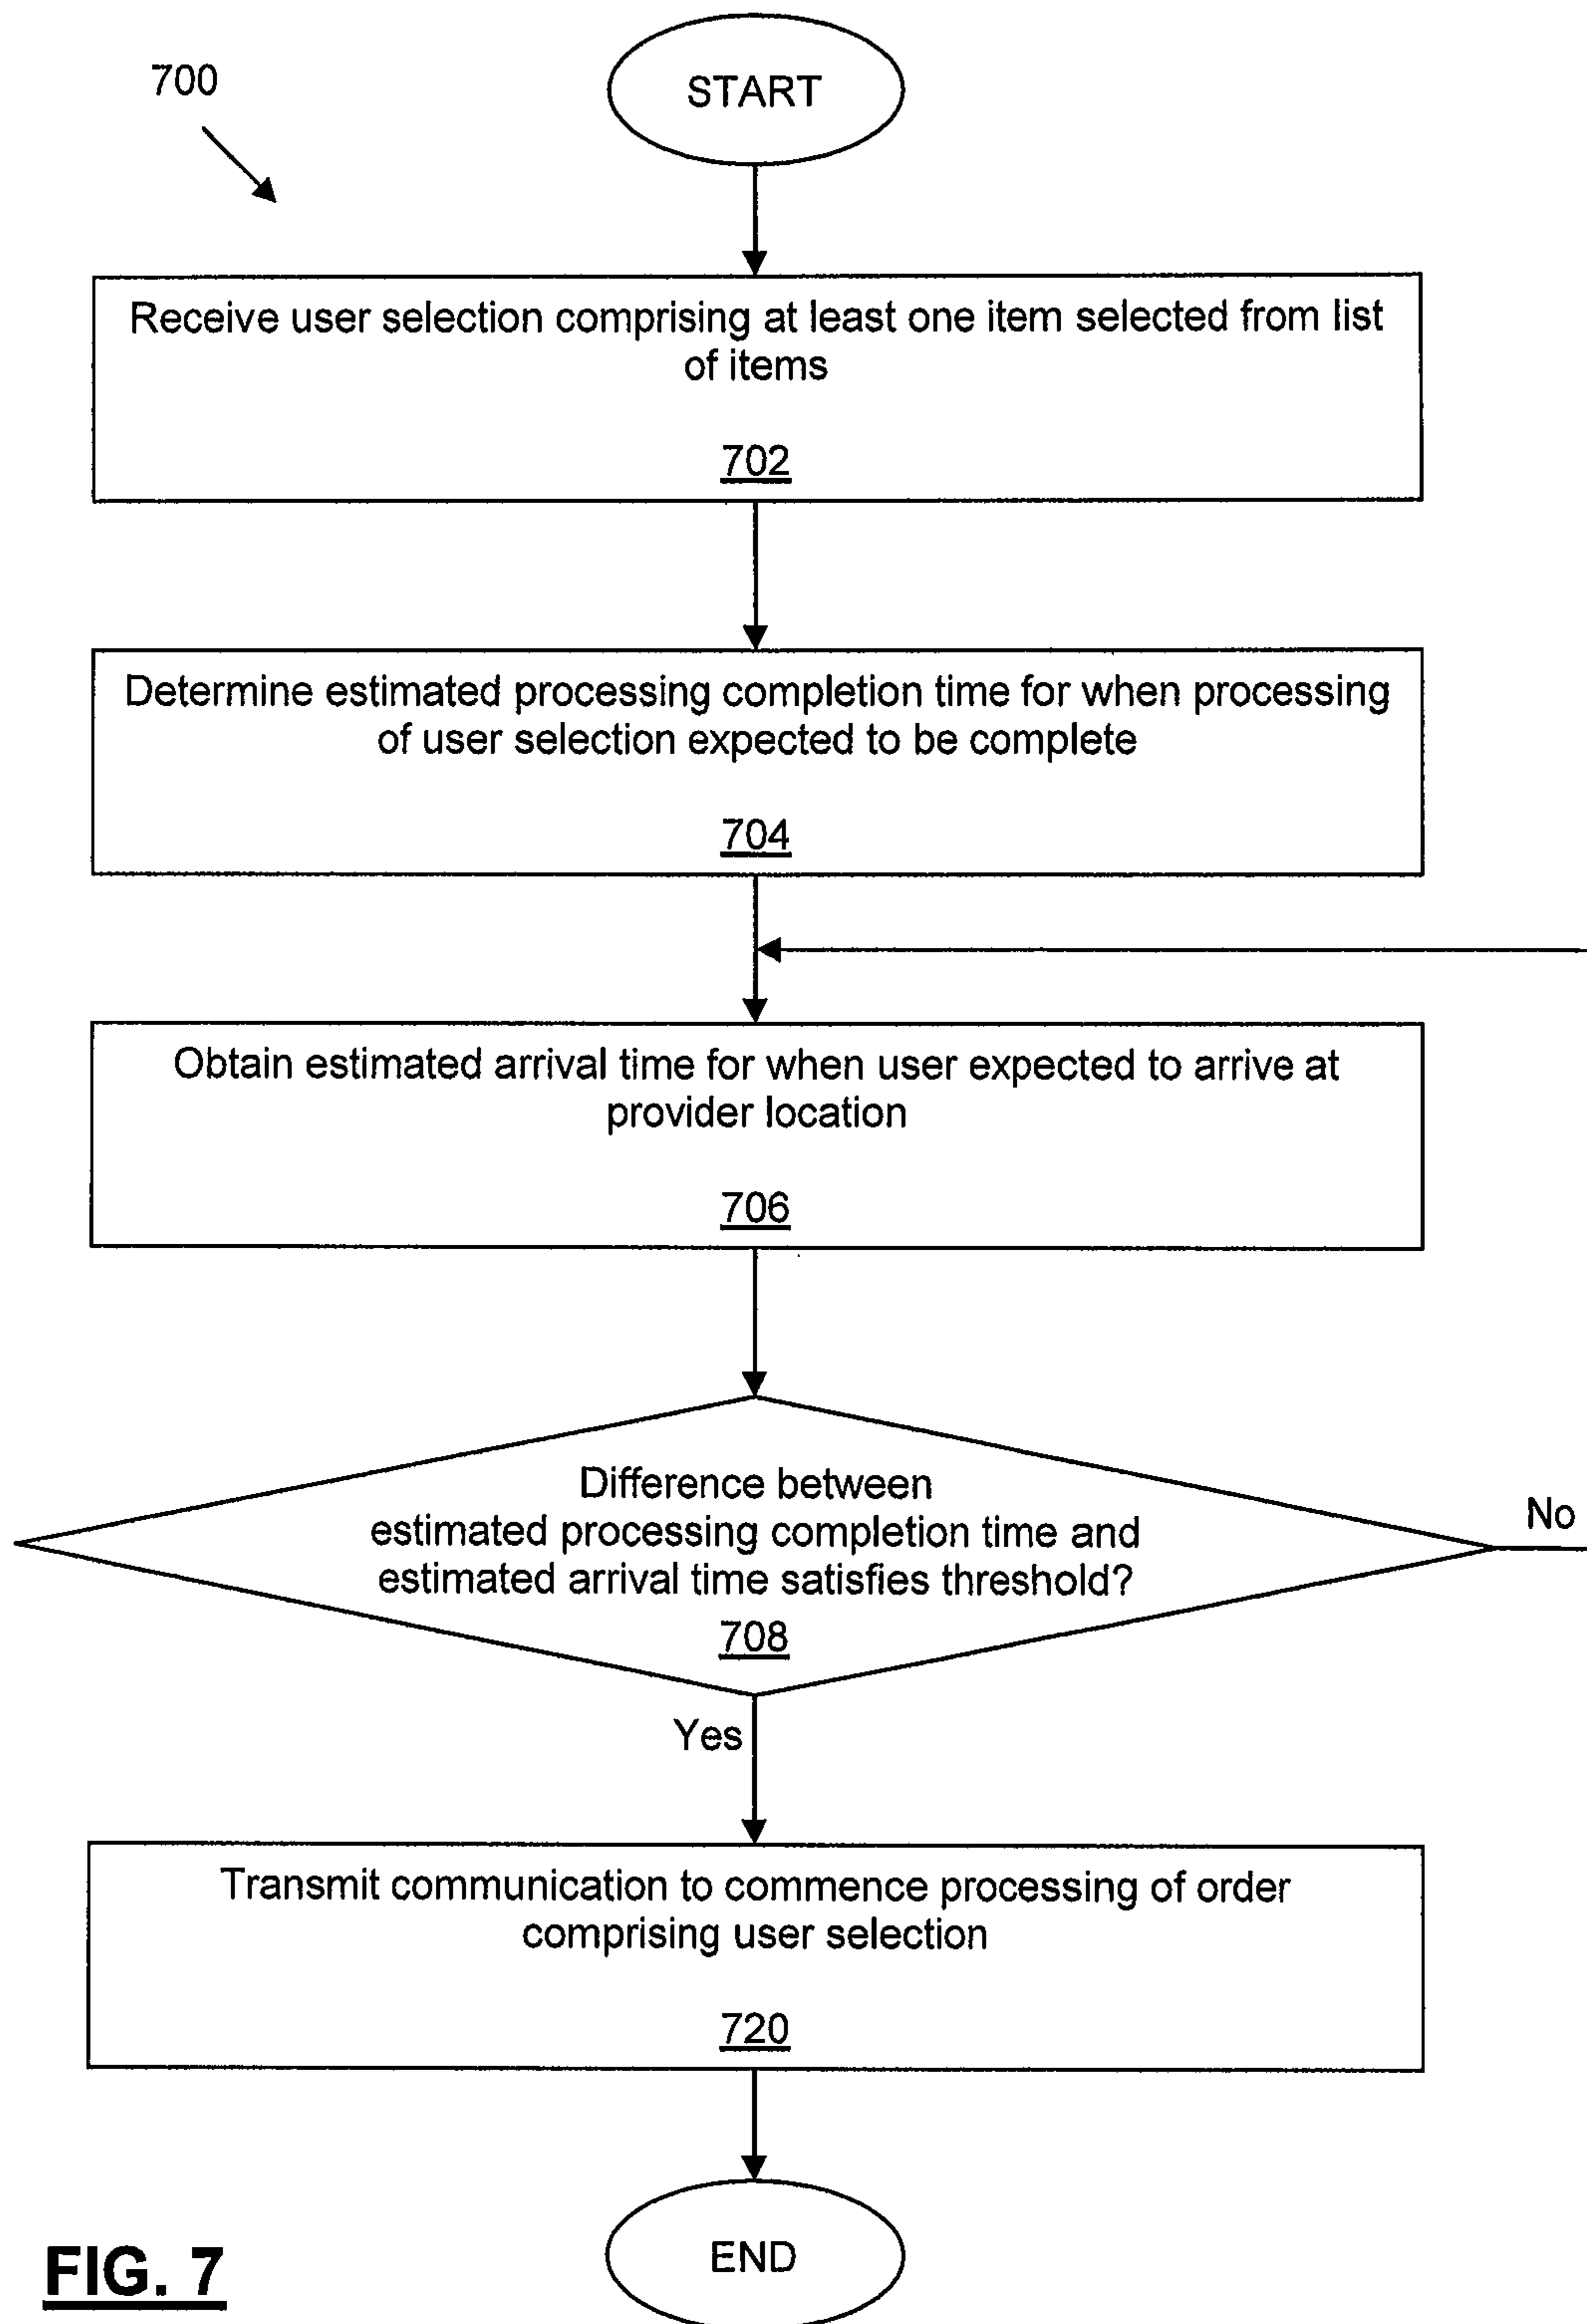 700
START
Receive user selection comprising at least one item selected from list
of items
702
Determine estimated processing completion time for when processing
of user selection expected to be complete
704
Obtain estimated arrival time for when user expected to arrive at
provider location
706
Difference between
estimated processing completion time and
estimated arrival time satisfies threshold?
708
No
Yes
Transmit communication to commence processing of order
comprising user selection
720
END
FIG. 7